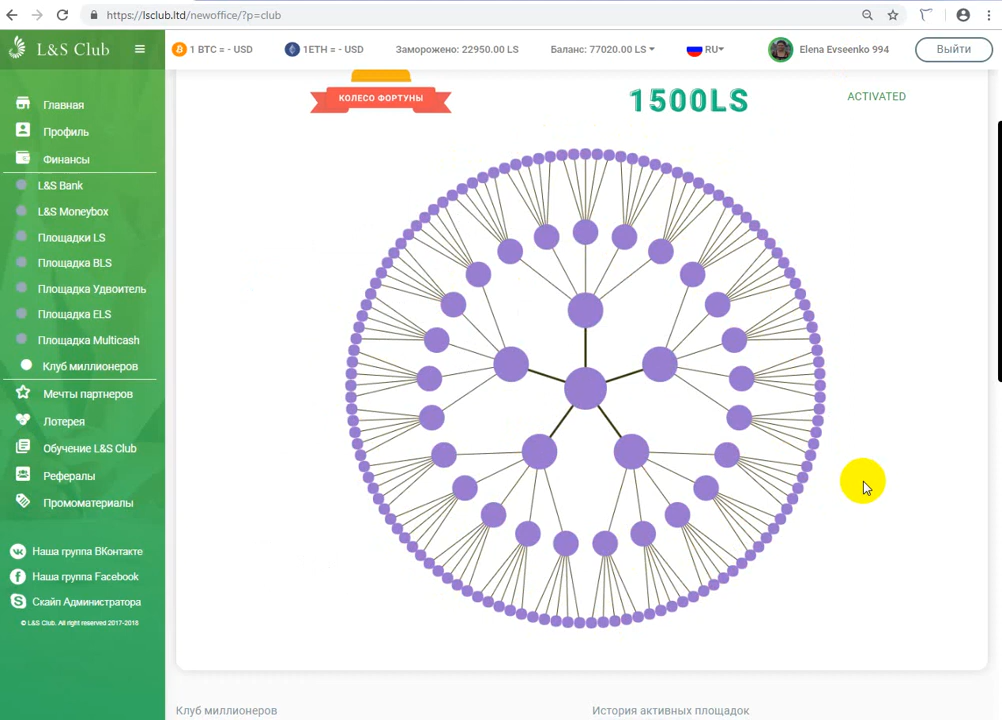 https://lsclub.ltd/newoffice/?p=club
L&S Club
1 BTC = - USD
1ETH = - USD
Заморожено: 22950.00 LS
Баланс: 77020.00 LS
RU
Elena Evseenko 994
Выйти
Главная
Профиль
Финансы
L&S Bank
L&S Moneybox
Площадки LS
Площадка BLS
Площадка Удвоитель
Площадка ELS
Площадка Multicash
Клуб миллионеров
Мечты партнеров
Лотерея
Обучение L&S Club
Рефералы
Промоматериалы
Наша группа ВКонтакте
Наша группа Facebook
Скайп Администратора
© L&S Club. All right reserved 2017-2018
КОЛЕСО ФОРТУНЫ
1500LS
ACTIVATED
Клуб миллионеров
История активных площадок